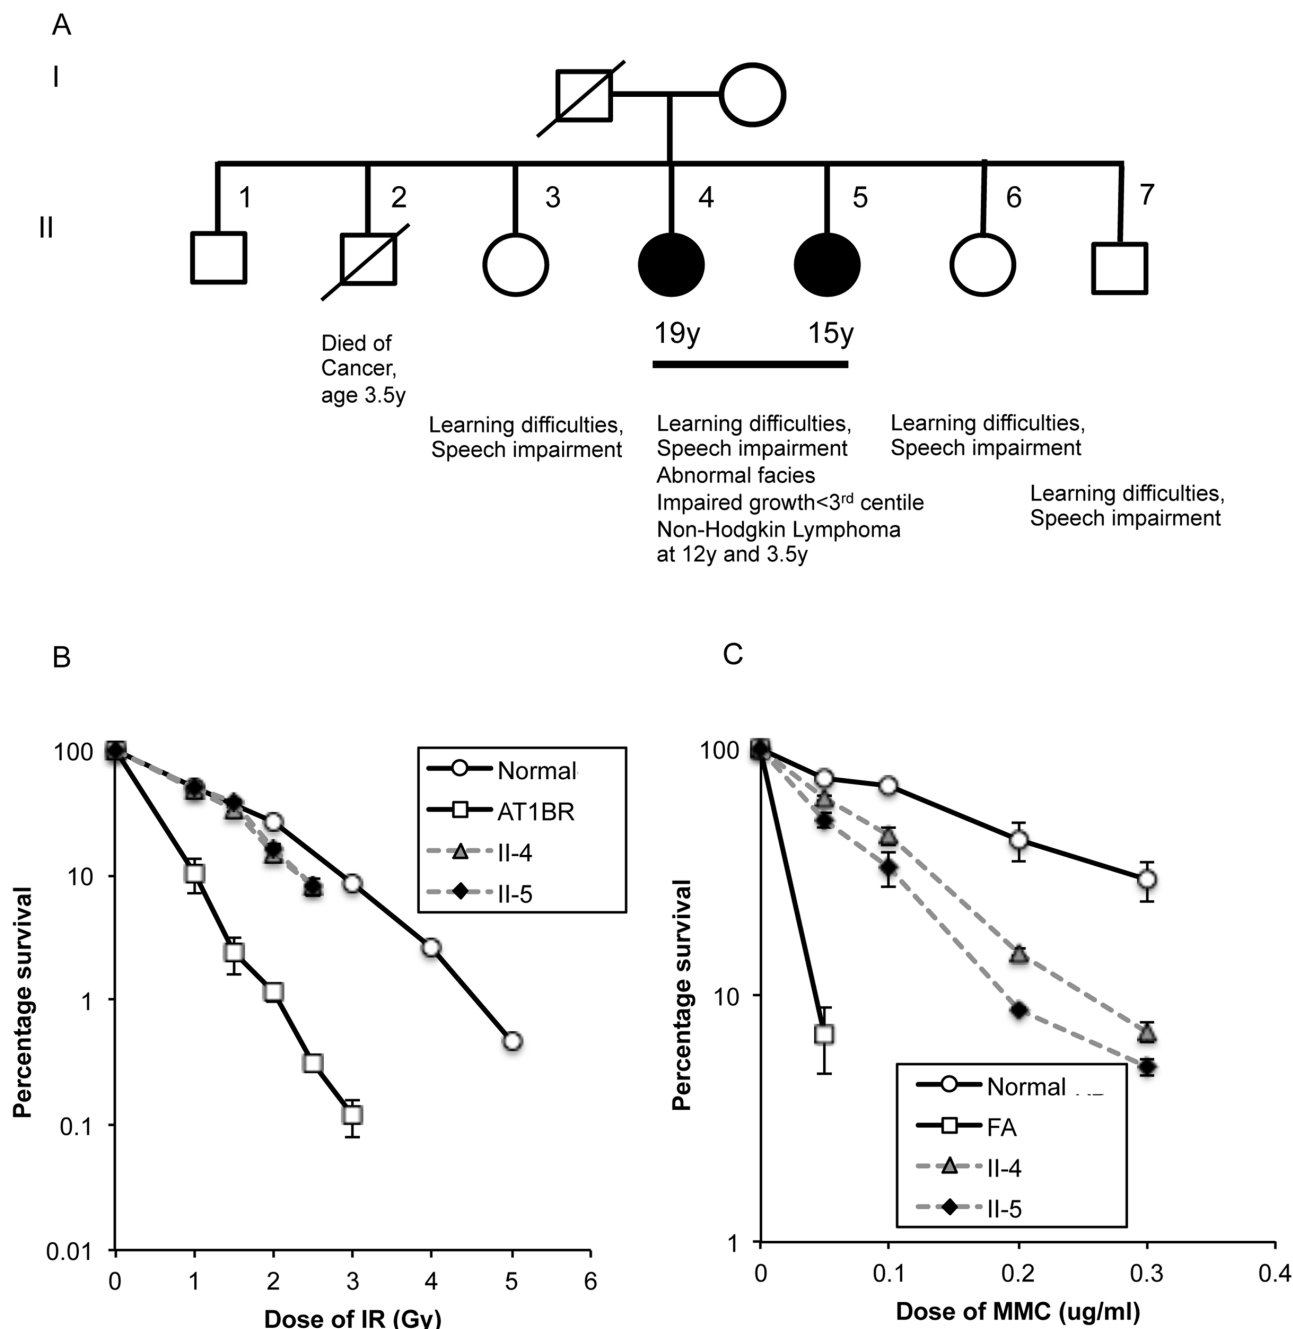 A
I
II
1
2
3
4
5
6
7
19y
15y
Died of
Cancer,
age 3.5y
Learning difficulties,
Speech impairment
Learning difficulties,
Speech impairment
Abnormal facies
Impaired growth<3rd centile
Non-Hodgkin Lymphoma
at 12y and 3.5y
Learning difficulties,
Speech impairment
Learning difficulties,
Speech impairment
B
Percentage survival
100
10
1
0.1
0.01
0
1
2
3
4
5
6
Dose of IR (Gy)
Normal
AT1BR
II-4
II-5
C
Percentage survival
100
10
1
0
0.1
0.2
0.3
0.4
Dose of MMC (ug/ml)
Normal
FA
II-4
II-5